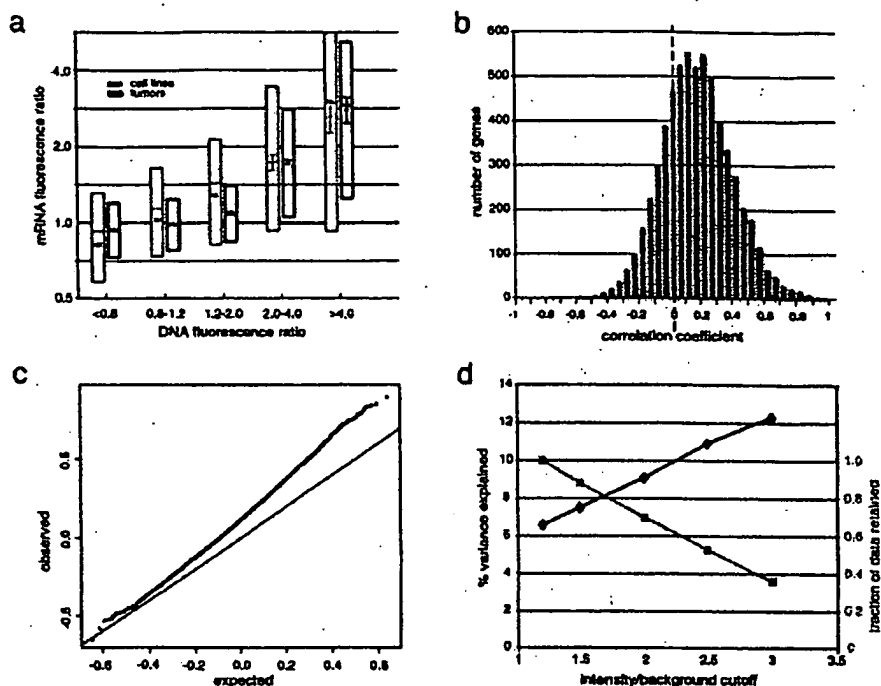 a
mRNA fluorescence ratio
4.0
2.0
1.0
0.5
cell lines
tumors
<0.8
0.8-1.2
1.2-2.0
2.0-4.0
>4.0
DNA fluorescence ratio
b
number of genes
600
500
400
300
200
100
0
-1 -0.6 -0.2 0 0.2 0.6 1
correlation coefficient
c
observed
0.5
0.0
-0.5
-0.6 -0.4 -0.2 0.0 0.2 0.4 0.6
expected
d
% variance explained
14
12
10
8
6
4
2
0
1 1.5 2 2.5 3 3.5
intensity/background cutoff
1.0
0.8
0.6
0.4
0.2
0
fraction of data retained